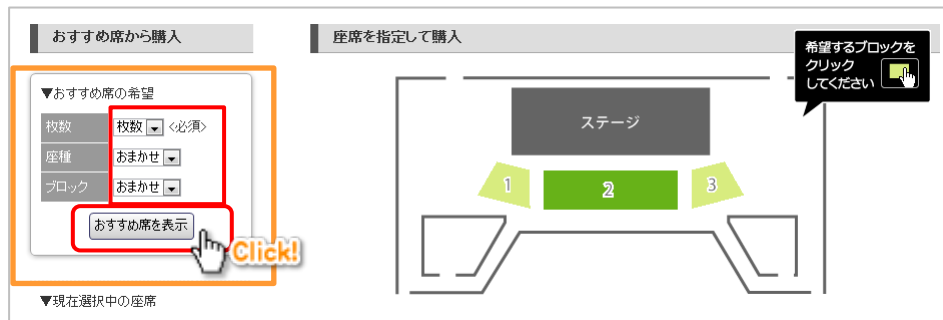 おすすめ席から購入
座席を指定して購入
希望するブロックを
クリック
してください
▼おすすめ席の希望
枚数 枚数 <必須>
座種 おまかせ
ブロック おまかせ
おすすめ席を表示
Click!
ステージ
1
2
3
▼現在選択中の座席